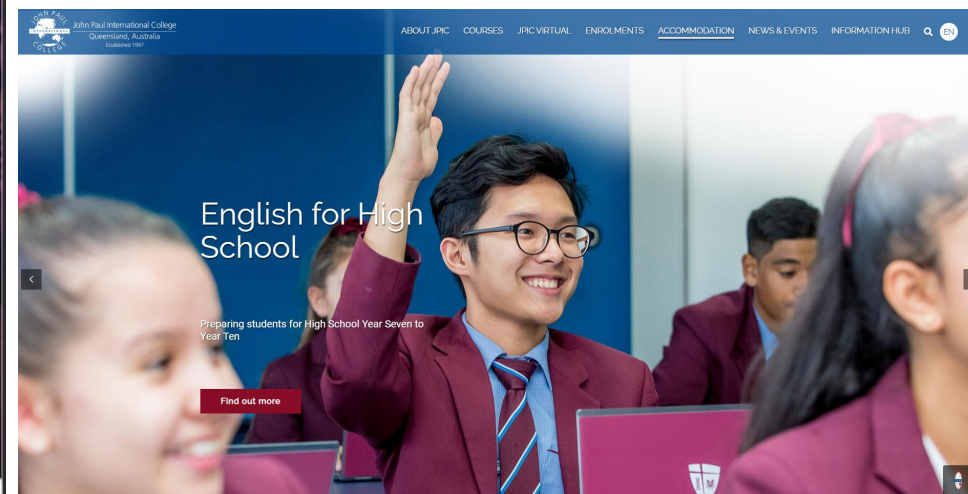 JOHN PAUL
INTERNATIONAL
COLLEGE
John Paul International College
Queensland, Australia
Established 1997
ABOUT JPIC
COURSES
JPIC VIRTUAL
ENROLMENTS
ACCOMMODATION
NEWS & EVENTS
INFORMATION HUB
EN
English for High
School
Preparing students for High School Year Seven to
Year Ten
Find out more